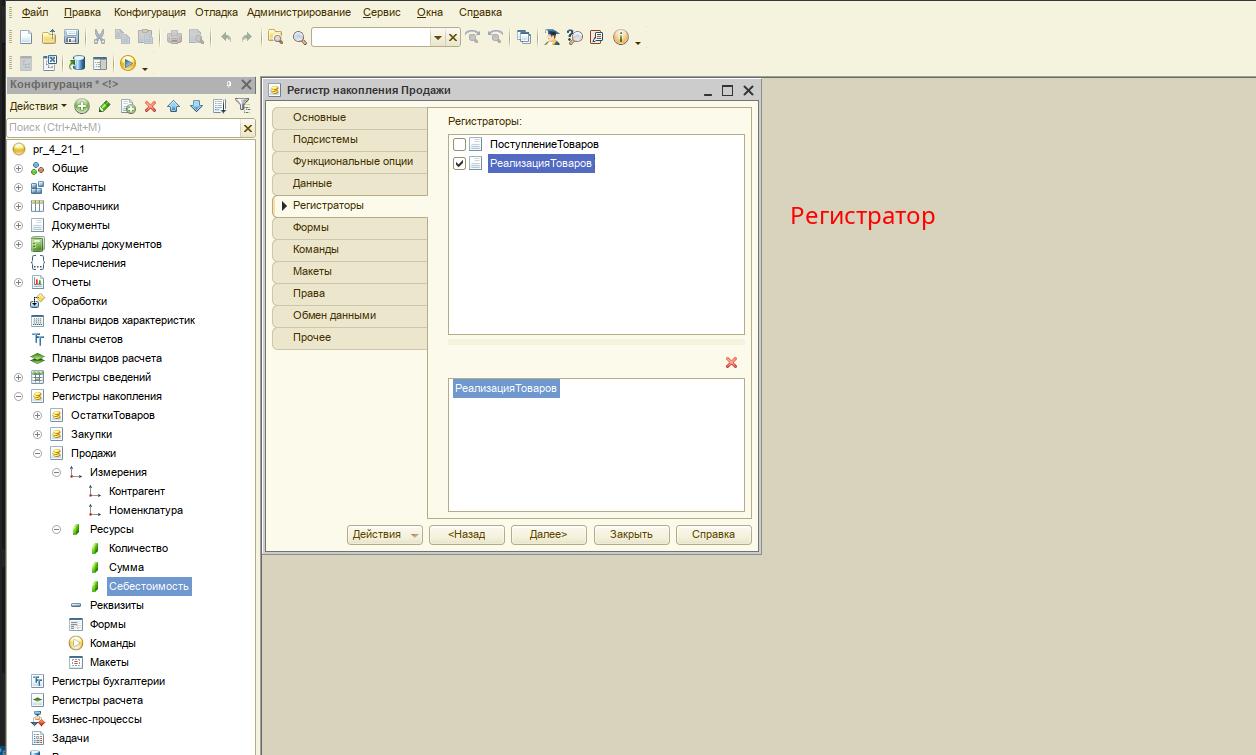 Файл Правка Конфигурация Отладка Администрирование Сервис Окна Справка
Конфигурация * <!>
Действия
Поиск (Ctrl+Alt+M)
pr_4_21_1
Общие
Константы
Справочники
Документы
Журналы документов
Перечисления
Отчеты
Обработки
Планы видов характеристик
Планы счетов
Планы видов расчета
Регистры сведений
Регистры накопления
ОстаткиТоваров
Закупки
Продажи
Измерения
Контрагент
Номенклатура
Ресурсы
Количество
Сумма
Себестоимость
Реквизиты
Формы
Команды
Макеты
Регистры бухгалтерии
Регистры расчета
Бизнес-процессы
Задачи
Регистр накопления Продажи
Основные
Подсистемы
Функциональные опции
Данные
Регистраторы
Формы
Команды
Макеты
Права
Обмен данными
Прочее
Регистраторы:
ПоступлениеТоваров
РеализацияТоваров
РеализацияТоваров
Действия <Назад Далее> Закрыть Справка
Регистратор